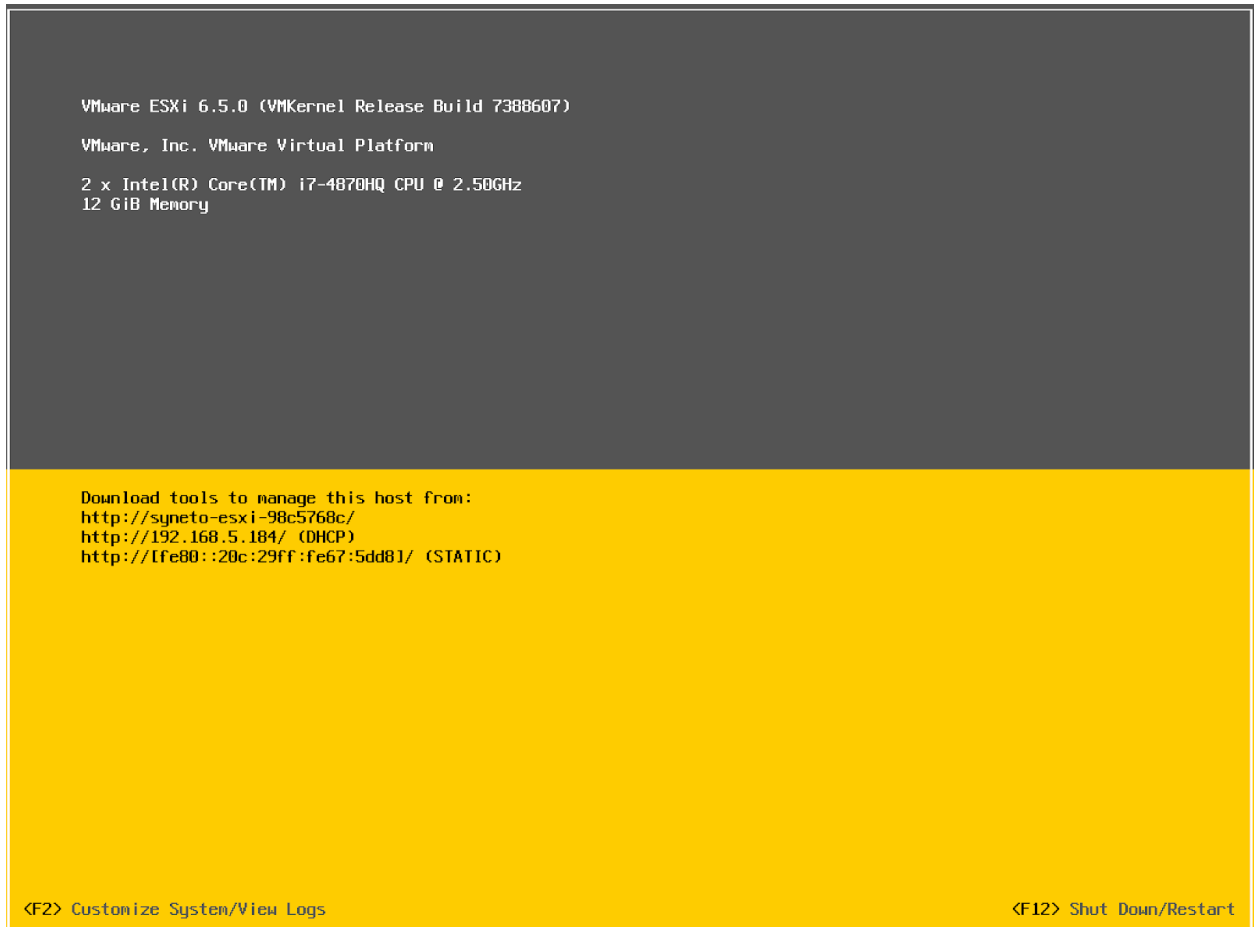 VMware ESXi 6.5.0 (VMKernel Release Build 7388607)
VMware, Inc. VMware Virtual Platform
2 x Intel(R) Core(TM) i7-4870HQ CPU @ 2.50GHz
12 GiB Memory
Download tools to manage this host from:
http://syneto-esxi-98c5768c/
http://192.168.5.184/ (DHCP)
http://[fe80::20c:29ff:fe67:5dd8]/ (STATIC)
<F2> Customize System/View Logs
<F12> Shut Down/Restart